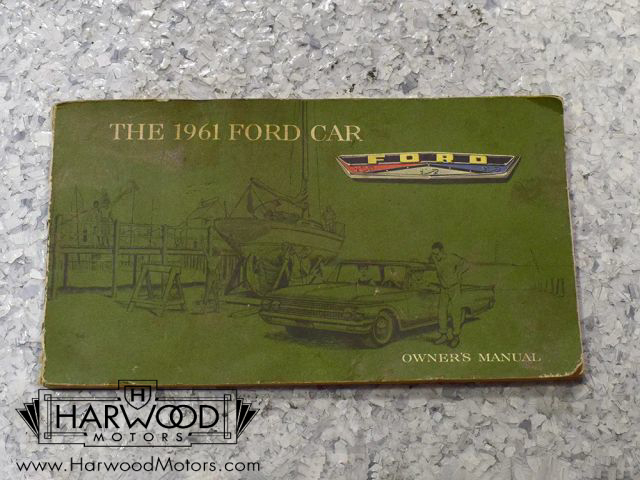 THE 1961 FORD CAR
FORD
OWNER'S MANUAL
H
HARWOOD
MOTORS
www.HarwoodMotors.com